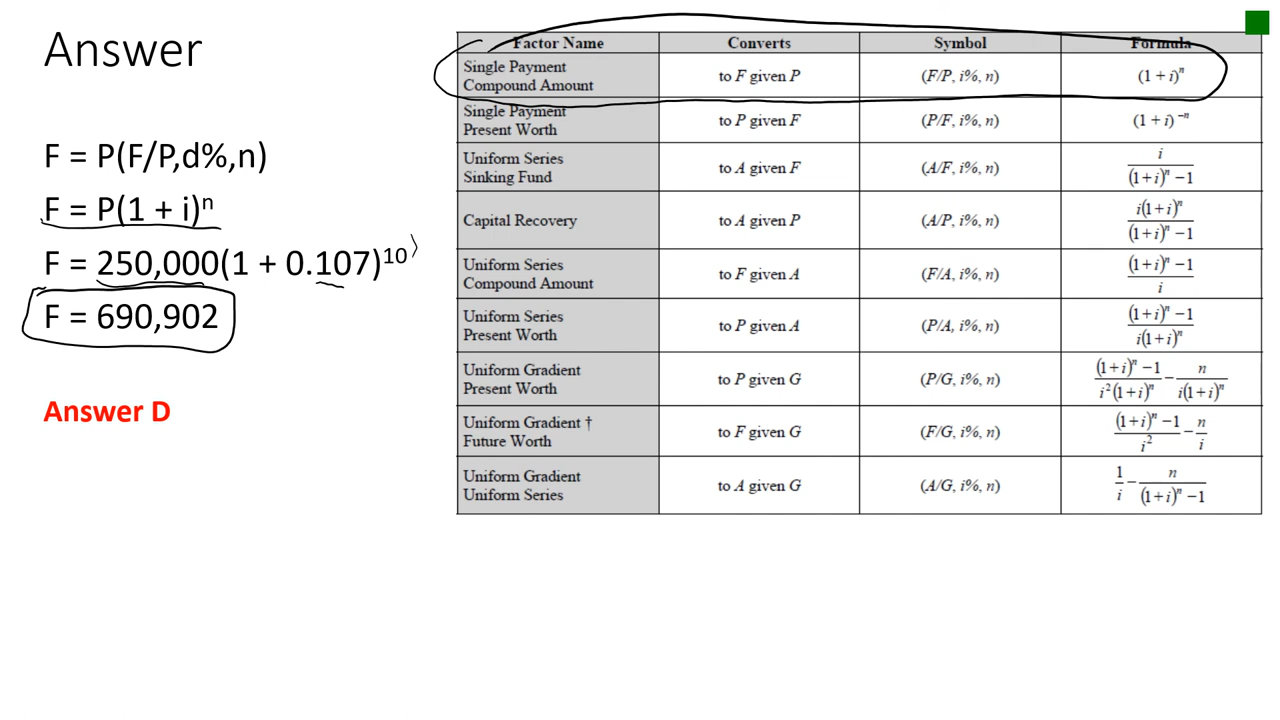 Answer
F = P(F/P,d%,n)
F = P(1 + i)ⁿ
F = 250,000(1 + 0.107)¹⁰
F = 690,902
Answer D
Factor Name Converts Symbol Formula
Single Payment Compound Amount to F given P (F/P, i%, n) (1 + i)ⁿ
Single Payment Present Worth to P given F (P/F, i%, n) (1 + i)⁻ⁿ
Uniform Series Sinking Fund to A given F (A/F, i%, n) i/((1+i)ⁿ −1)
Capital Recovery to A given P (A/P, i%, n) i(1+i)ⁿ/((1+i)ⁿ −1)
Uniform Series Compound Amount to F given A (F/A, i%, n) ((1+i)ⁿ −1)/i
Uniform Series Present Worth to P given A (P/A, i%, n) ((1+i)ⁿ −1)/(i(1+i)ⁿ)
Uniform Gradient Present Worth to P given G (P/G, i%, n) ((1+i)ⁿ −1)/(i²(1+i)ⁿ) − n/(i(1+i)ⁿ)
Uniform Gradient † Future Worth to F given G (F/G, i%, n) ((1+i)ⁿ −1)/i² − n/i
Uniform Gradient Uniform Series to A given G (A/G, i%, n) 1/i − n/((1+i)ⁿ −1)